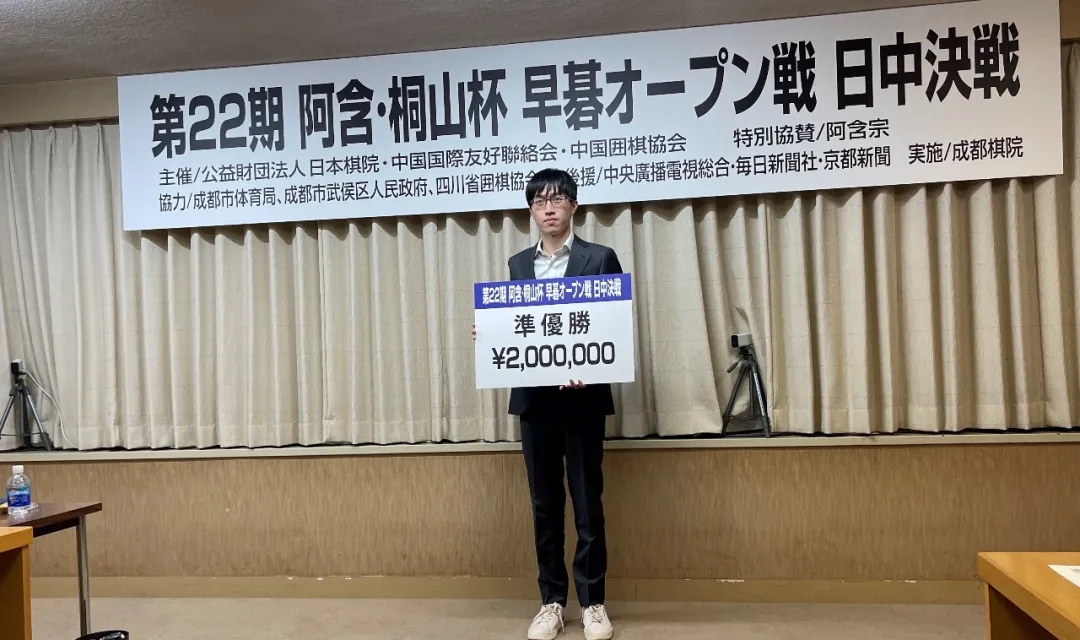 第22期 阿含・桐山杯 早碁オープン戦 日中決戦
主催/公益財団法人 日本棋院・中国国際友好聯絡会・中国囲棋協会 特別協賛/阿含宗
協力/成都市体育局、成都市武侯区人民政府、四川省囲棋協会 後援/中央廣播電視総合・毎日新聞社・京都新聞 実施/成都棋院
第22期 阿含・桐山杯 早碁オープン戦 日中決戦
準優勝
¥2,000,000